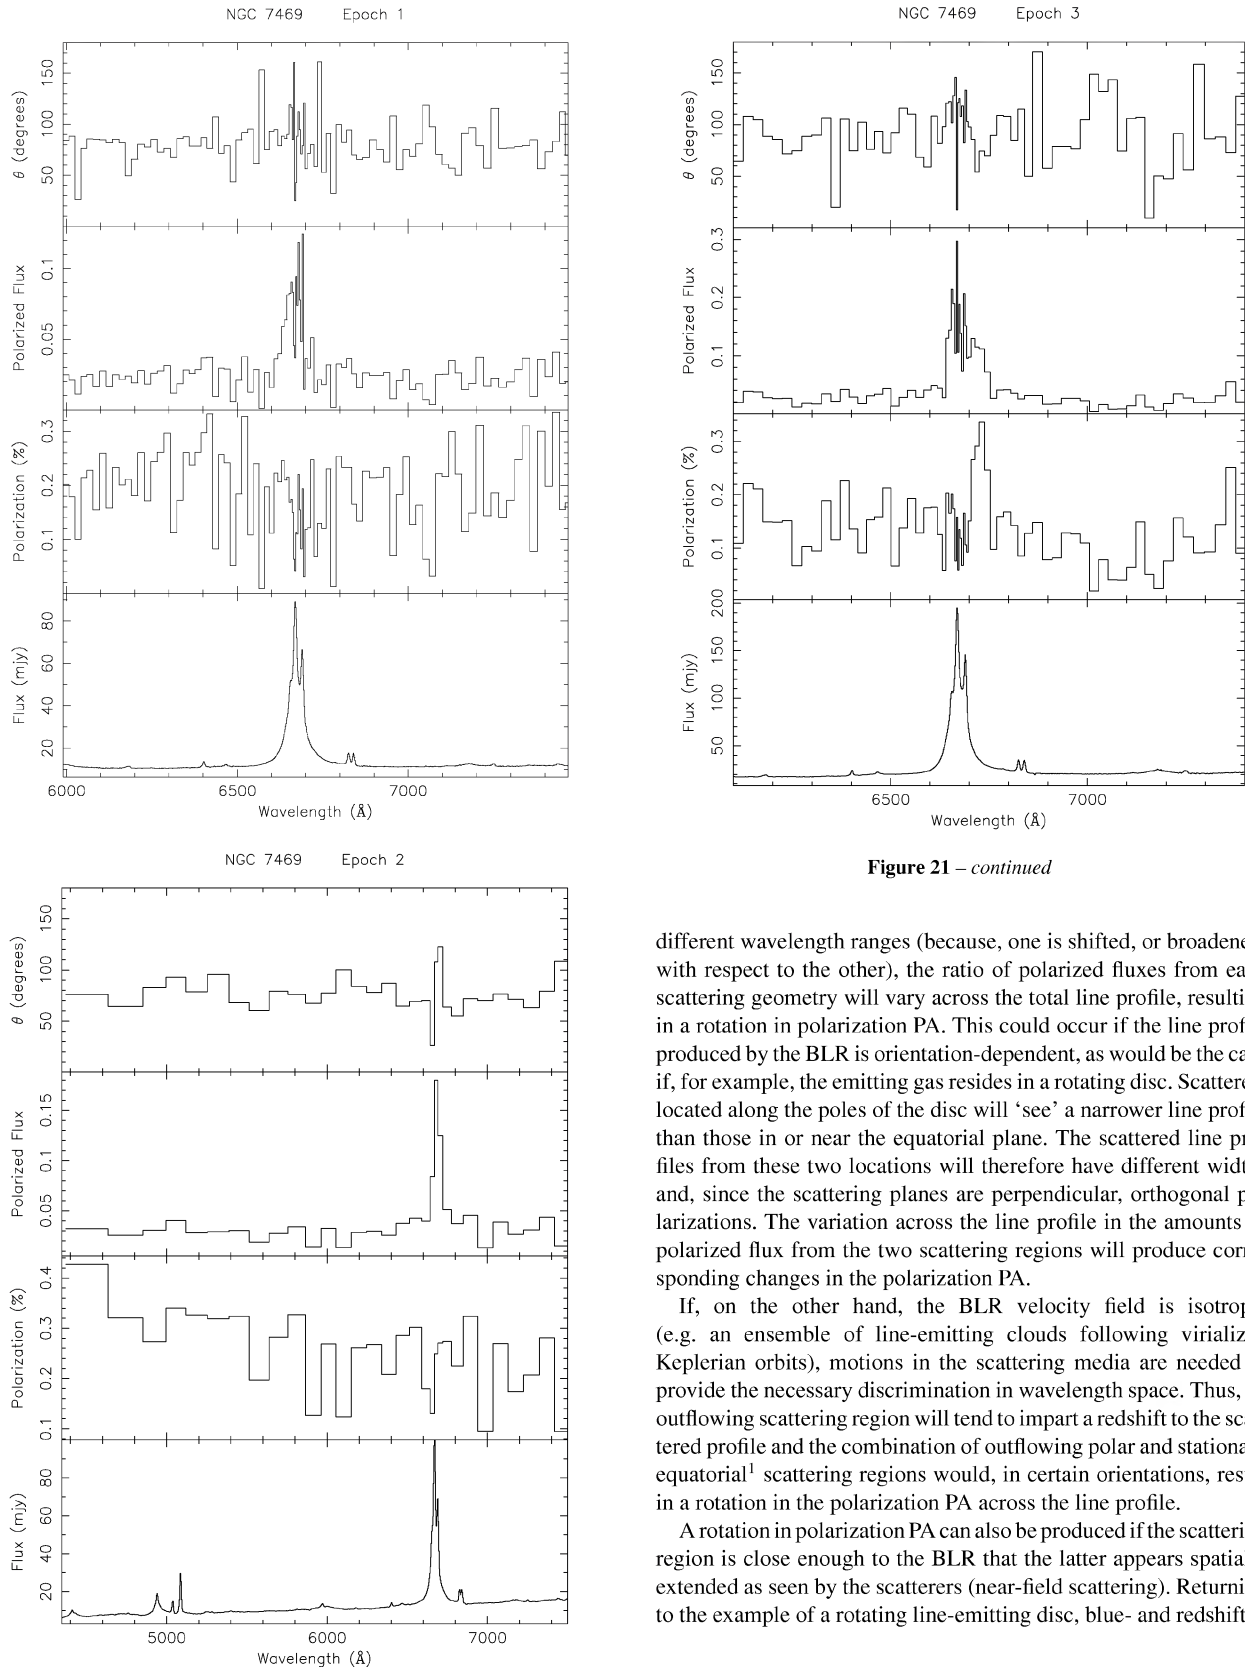 NGC 7469 Epoch 1
θ (degrees)
150
100
50
Polarized Flux
0.1
0.05
Polarization (%)
0.3
0.2
0.1
Flux (mjy)
80
60
40
20
6000 6500 7000
Wavelength (Å)
NGC 7469 Epoch 2
θ (degrees)
150
100
50
Polarized Flux
0.15
0.1
0.05
Polarization (%)
0.4
0.3
0.2
0.1
Flux (mjy)
80
60
40
20
5000 6000 7000
Wavelength (Å)
NGC 7469 Epoch 3
θ (degrees)
150
100
50
Polarized Flux
0.3
0.2
0.1
Polarization (%)
0.3
0.2
0.1
Flux (mjy)
200
150
100
50
6500 7000
Wavelength (Å)
Figure 21 – continued
different wavelength ranges (because, one is shifted, or broadene
with respect to the other), the ratio of polarized fluxes from ea
scattering geometry will vary across the total line profile, resulti
in a rotation in polarization PA. This could occur if the line prof
produced by the BLR is orientation-dependent, as would be the ca
if, for example, the emitting gas resides in a rotating disc. Scattere
located along the poles of the disc will ‘see’ a narrower line prof
than those in or near the equatorial plane. The scattered line pr
files from these two locations will therefore have different width
and, since the scattering planes are perpendicular, orthogonal p
larizations. The variation across the line profile in the amounts
polarized flux from the two scattering regions will produce corr
sponding changes in the polarization PA.
If, on the other hand, the BLR velocity field is isotrop
(e.g. an ensemble of line-emitting clouds following virializ
Keplerian orbits), motions in the scattering media are needed
provide the necessary discrimination in wavelength space. Thus,
outflowing scattering region will tend to impart a redshift to the sca
tered profile and the combination of outflowing polar and stationa
equatorial1 scattering regions would, in certain orientations, res
in a rotation in the polarization PA across the line profile.
A rotation in polarization PA can also be produced if the scatteri
region is close enough to the BLR that the latter appears spatial
extended as seen by the scatterers (near-field scattering). Returni
to the example of a rotating line-emitting disc, blue- and redshift